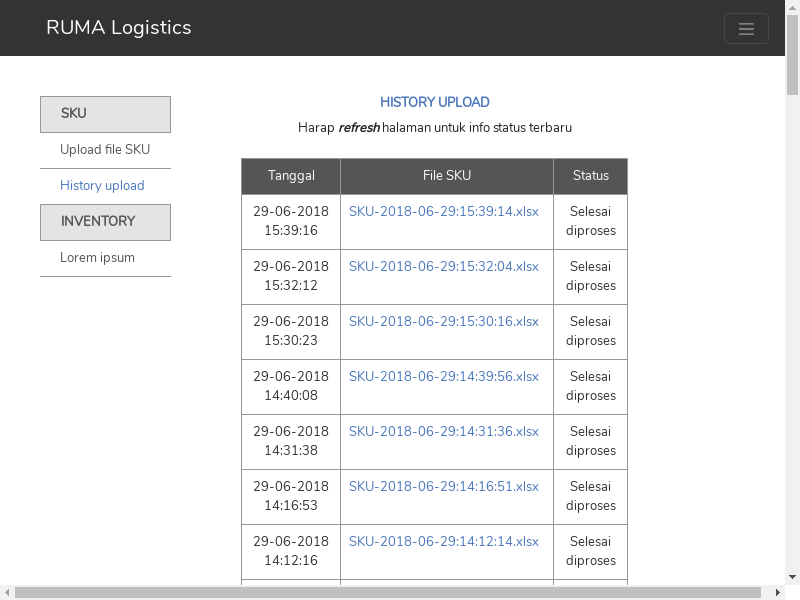 RUMA Logistics
SKU
Upload file SKU
History upload
INVENTORY
Lorem ipsum
HISTORY UPLOAD
Harap refresh halaman untuk info status terbaru
Tanggal File SKU Status
29-06-2018 SKU-2018-06-29:15:39:14.xlsx Selesai
15:39:16 diproses
29-06-2018 SKU-2018-06-29:15:32:04.xlsx Selesai
15:32:12 diproses
29-06-2018 SKU-2018-06-29:15:30:16.xlsx Selesai
15:30:23 diproses
29-06-2018 SKU-2018-06-29:14:39:56.xlsx Selesai
14:40:08 diproses
29-06-2018 SKU-2018-06-29:14:31:36.xlsx Selesai
14:31:38 diproses
29-06-2018 SKU-2018-06-29:14:16:51.xlsx Selesai
14:16:53 diproses
29-06-2018 SKU-2018-06-29:14:12:14.xlsx Selesai
14:12:16 diproses